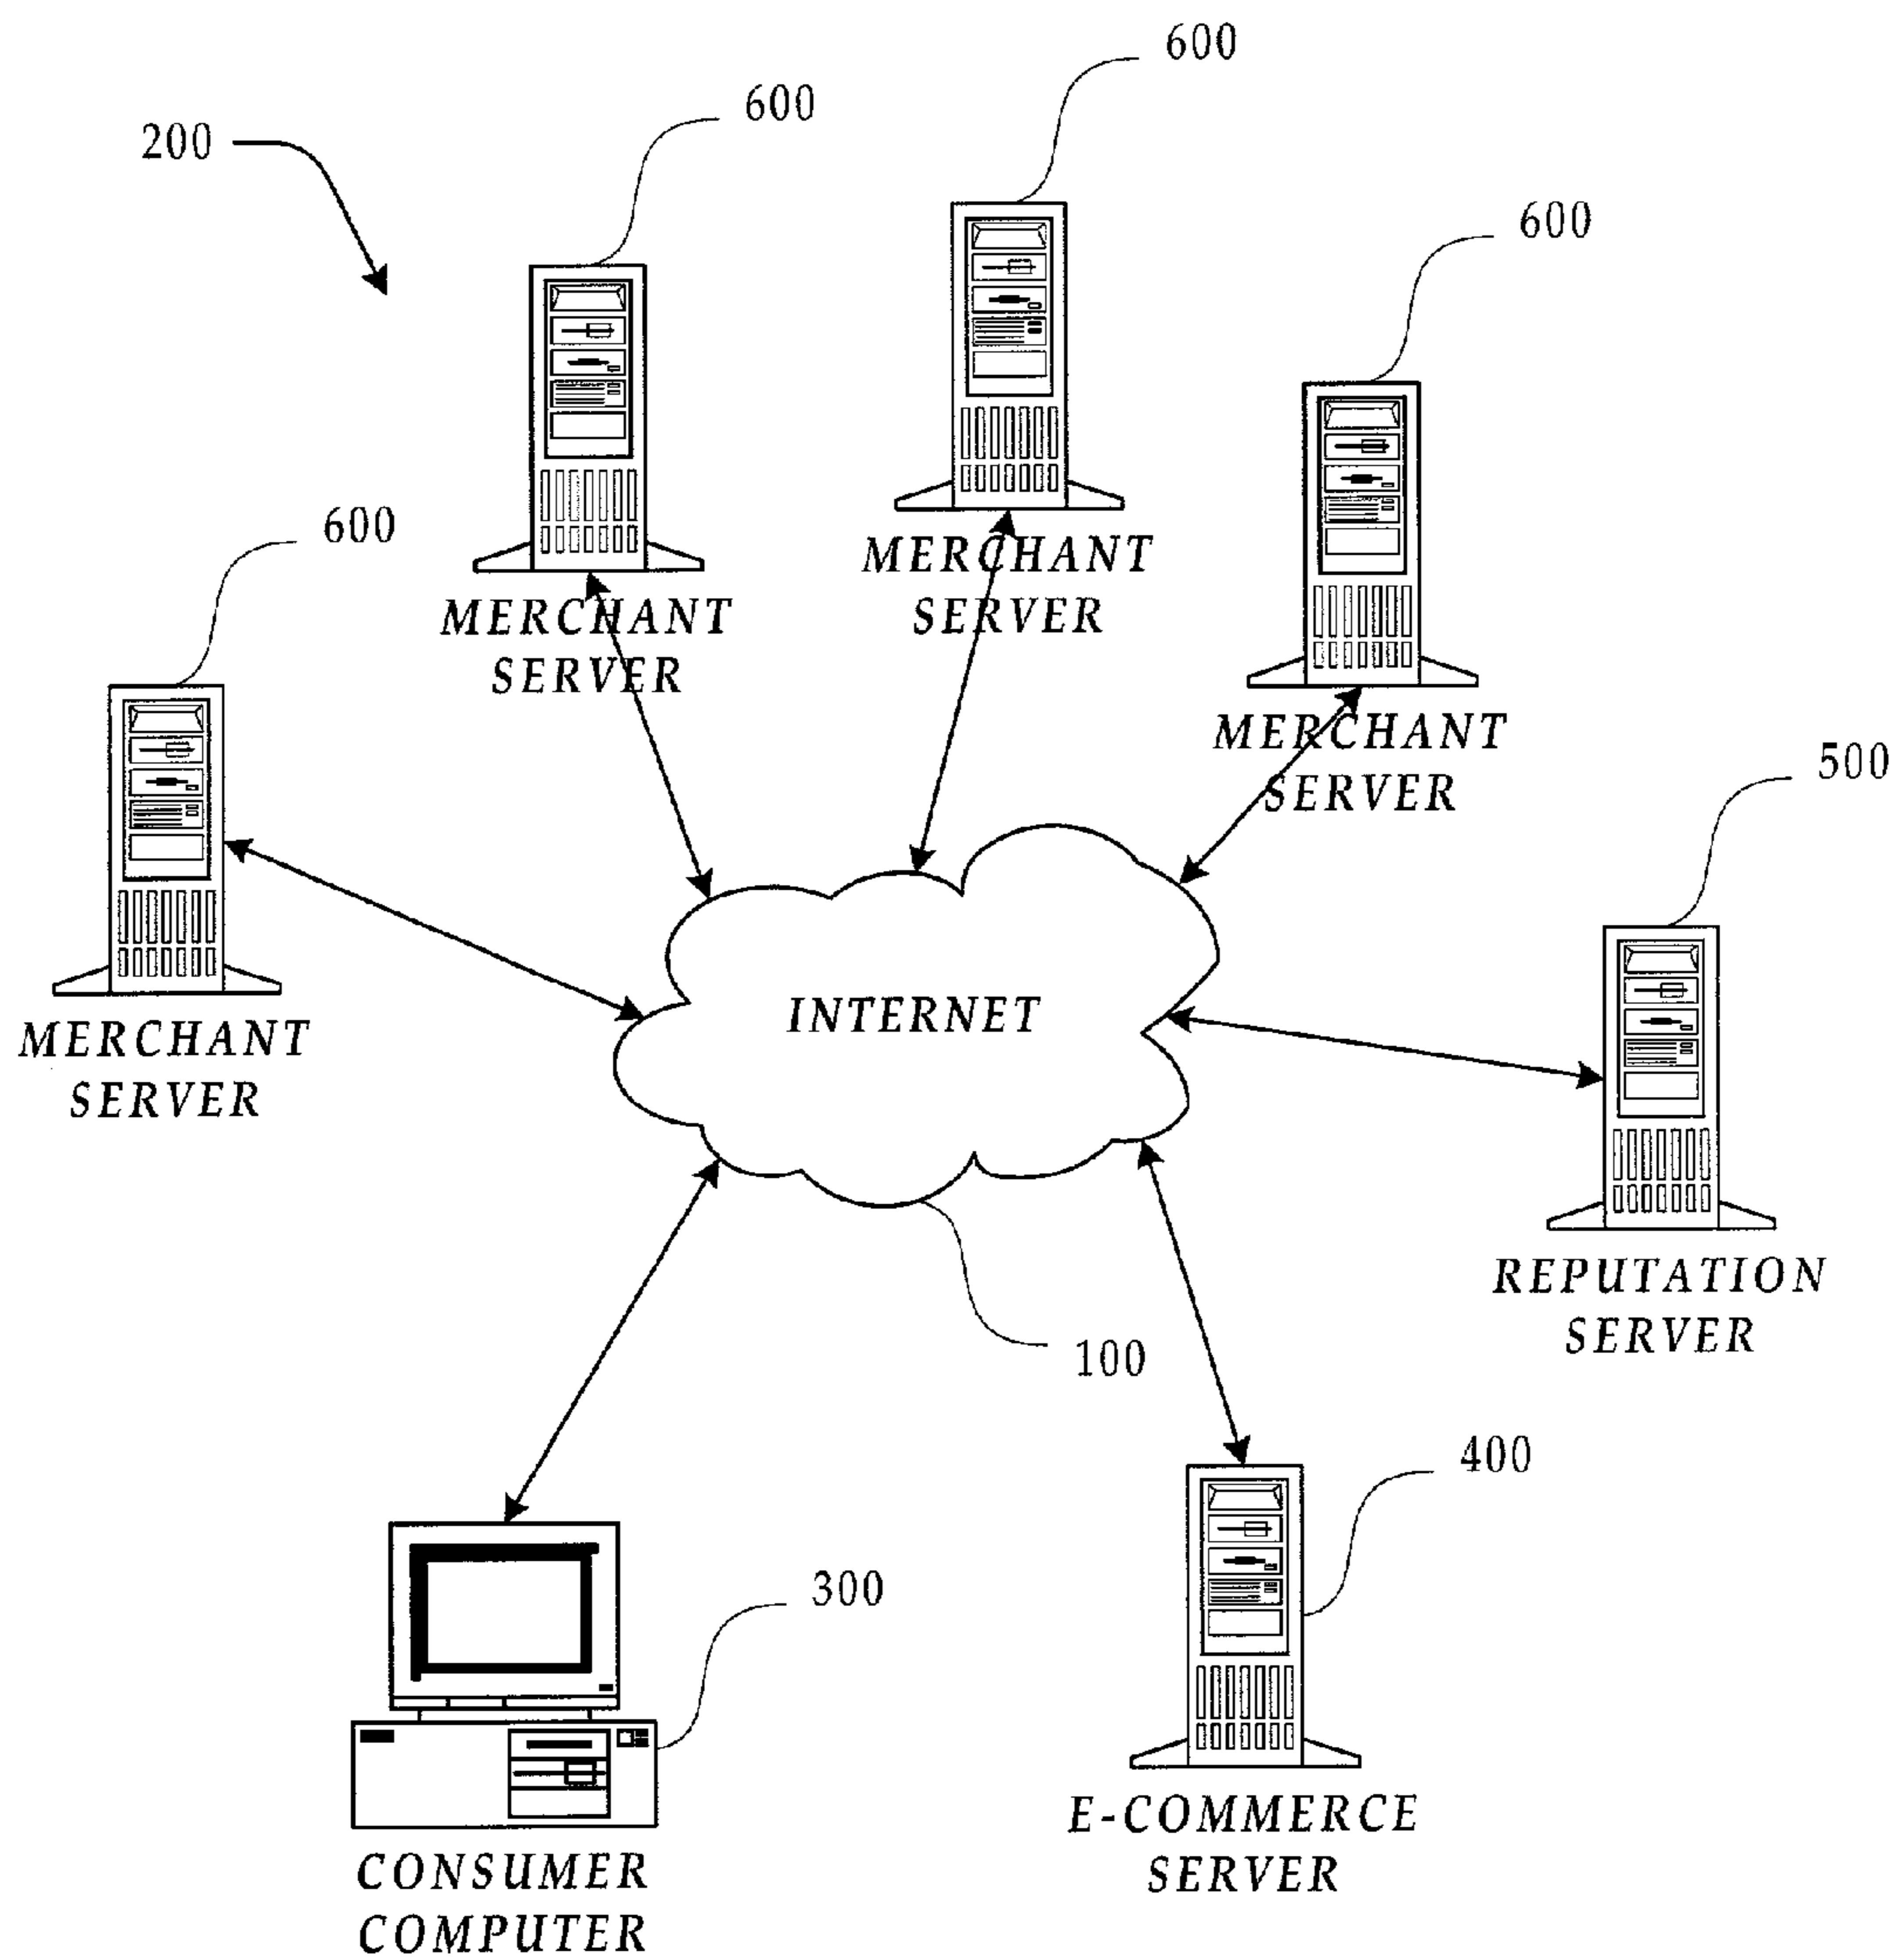 600
600
200
600
600
MERCHANT
SERVER
MERCHANT
SERVER
MERCHANT
SERVER
500
MERCHANT
SERVER
INTERNET
REPUTATION
SERVER
100
400
300
E-COMMERCE
SERVER
CONSUMER
COMPUTER